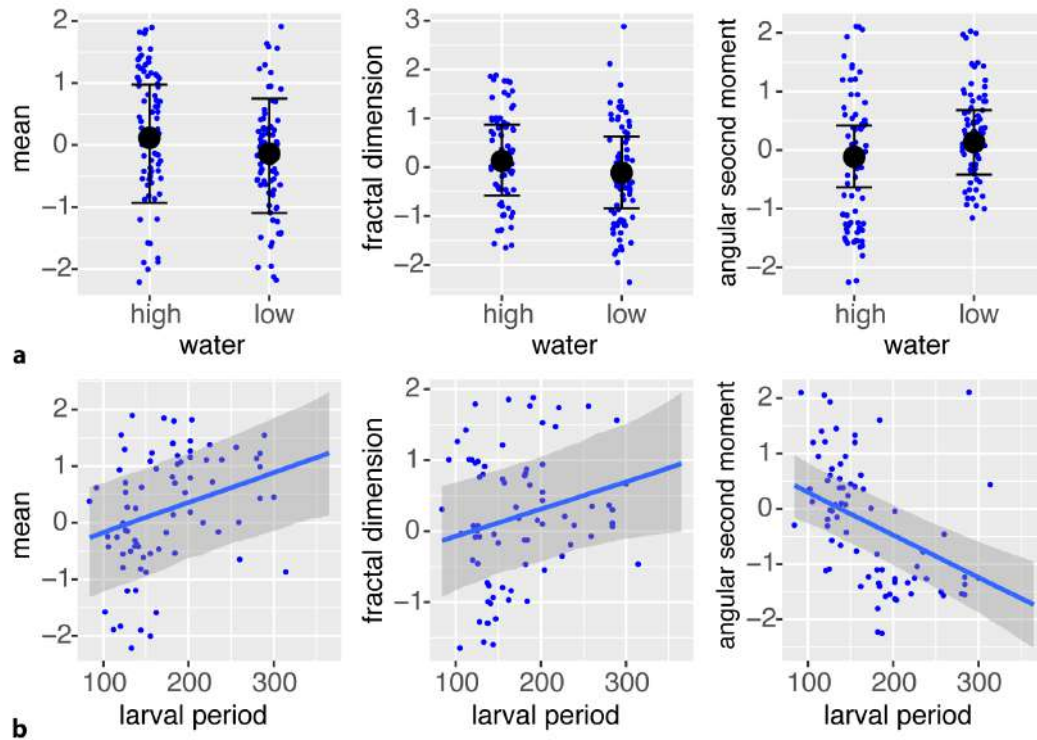 mean
2
1
0
−1
−2
high
low
water
fractal dimension
3
2
1
0
−1
−2
high
low
water
angular seocnd moment
2
1
0
−1
−2
high
low
water
a
mean
2
1
0
−1
−2
100
200
300
larval period
fractal dimension
2
1
0
−1
100
200
300
larval period
angular second moment
2
1
0
−1
−2
100
200
300
larval period
b